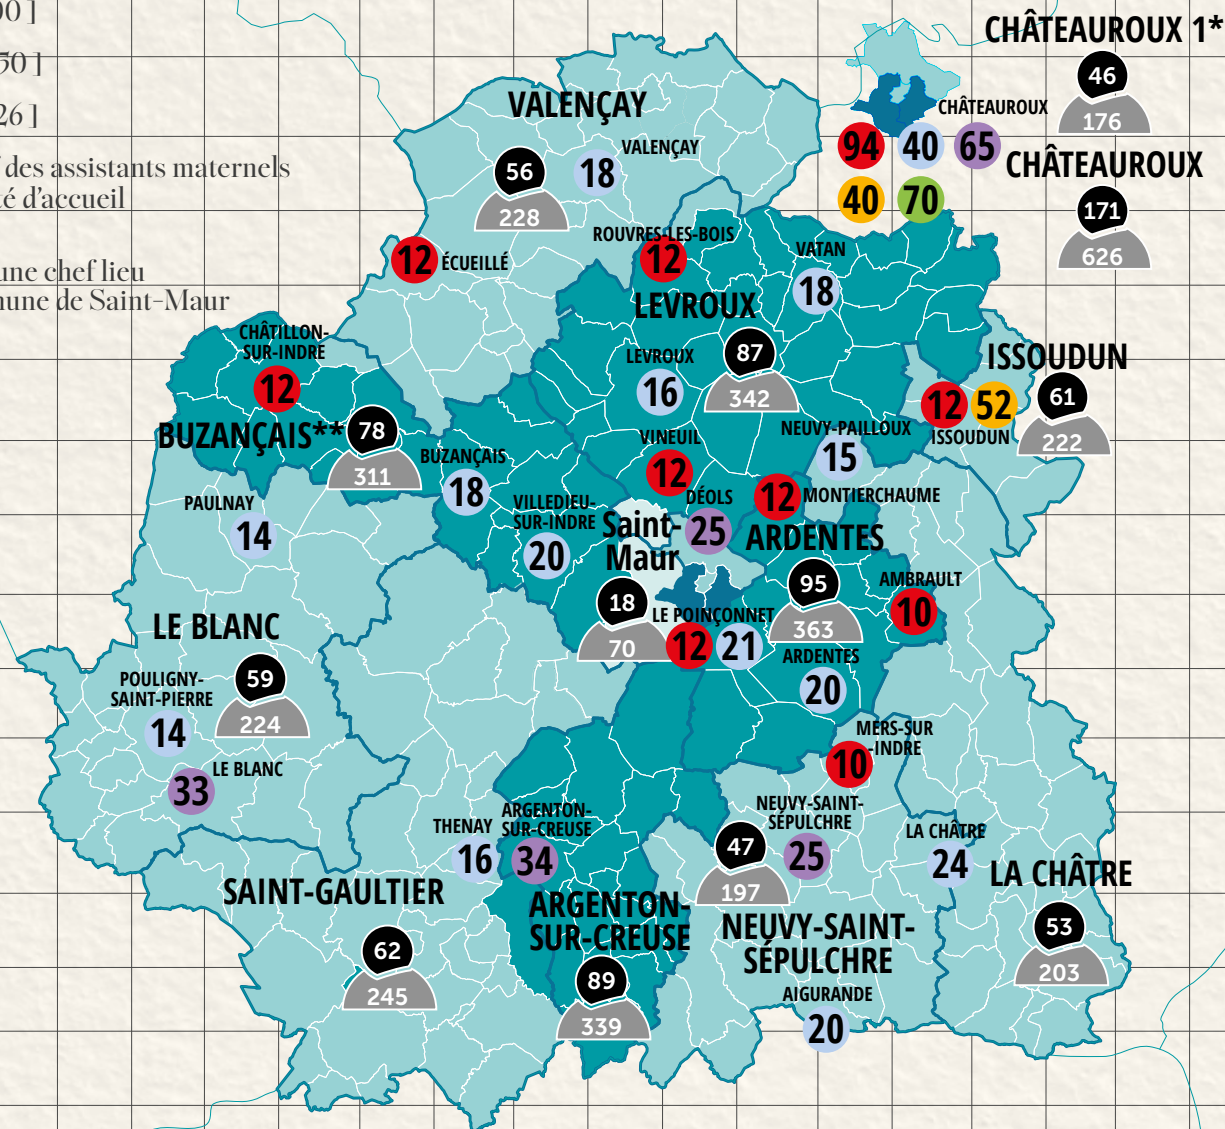 00 ]
50 ]
26 ]
des assistants maternels
té d'accueil
une chef lieu
mune de Saint-Maur
CHÂTEAUROUX 1*
46
176
CHÂTEAUROUX
94
40
65
40
70
CHÂTEAUROUX
171
626
VALENÇAY
VALENÇAY
56
18
228
12
ÉCUEILLÉ
ROUVRES-LES-BOIS
12
VATAN
18
LEVROUX
LEVROUX
16
87
342
ISSOUDUN
12
52
ISSOUDUN
61
222
CHÂTILLON-
SUR-INDRE
12
BUZANÇAIS**
78
311
BUZANÇAIS
18
VINEUIL
12
NEUVY-PAILLOUX
15
12
MONTIERCHAUME
PAULNAY
14
VILLEDIEU-
SUR-INDRE
20
Saint-
Maur
18
70
DÉOLS
25
ARDENTES
95
363
AMBRAULT
10
LE POINÇONNET
12
21
ARDENTES
20
LE BLANC
59
224
POULIGNY-
SAINT-PIERRE
14
LE BLANC
33
MERS-SUR
-INDRE
10
THENAY
16
ARGENTON-
SUR-CREUSE
34
NEUVY-SAINT-
SÉPULCHRE
47
25
197
LA CHÂTRE
24
LA CHÂTRE
53
203
SAINT-GAULTIER
62
245
ARGENTON-
SUR-CREUSE
89
339
NEUVY-SAINT-
SÉPULCHRE
AIGURANDE
20